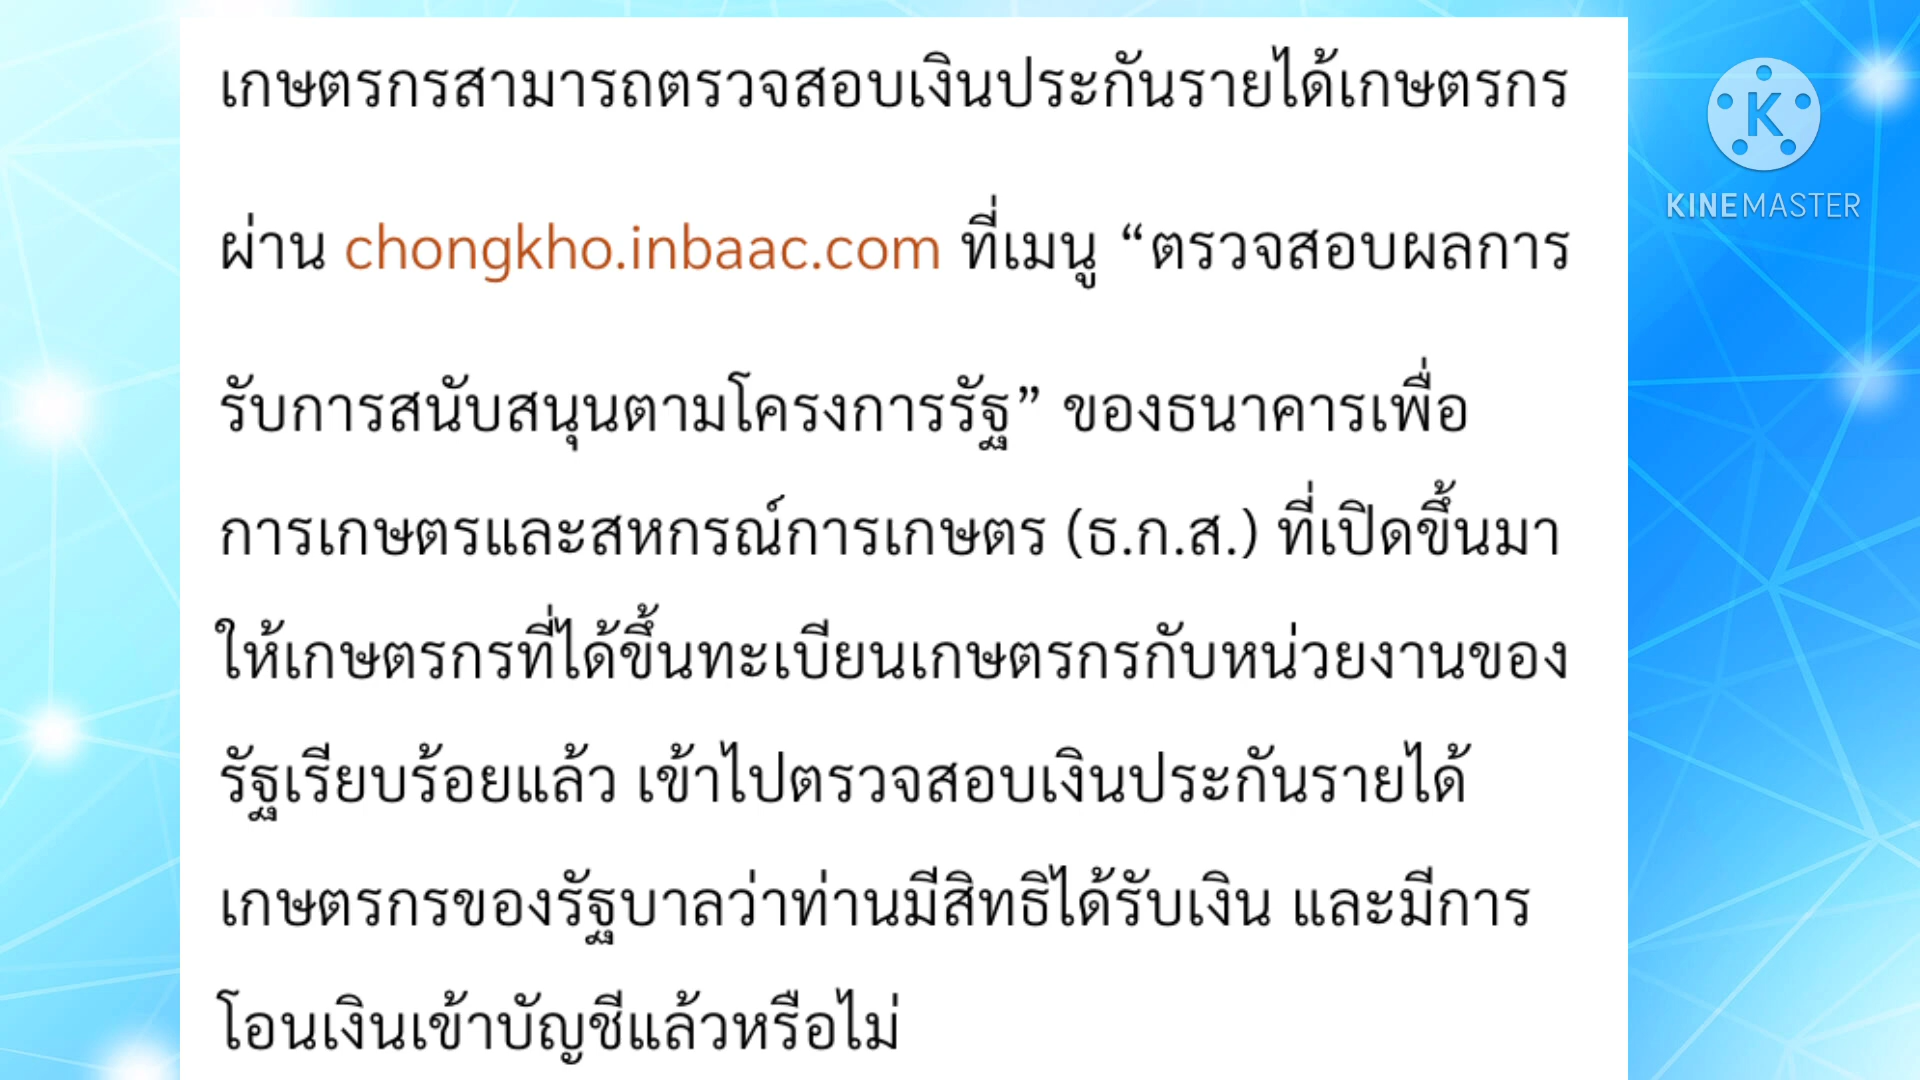 เกษตรกรสามารถตรวจสอบเงินประกันรายได้เกษตรกร
ผ่าน chongkho.inbaac.com ที่เมนู “ตรวจสอบผลการ
รับการสนับสนุนตามโครงการรัฐ” ของธนาคารเพื่อ
การเกษตรและสหกรณ์การเกษตร (ธ.ก.ส.) ที่เปิดขึ้นมา
ให้เกษตรกรที่ได้ขึ้นทะเบียนเกษตรกรกับหน่วยงานของ
รัฐเรียบร้อยแล้ว เข้าไปตรวจสอบเงินประกันรายได้
เกษตรกรของรัฐบาลว่าท่านมีสิทธิได้รับเงิน และมีการ
โอนเงินเข้าบัญชีแล้วหรือไม่
K
KINEMASTER